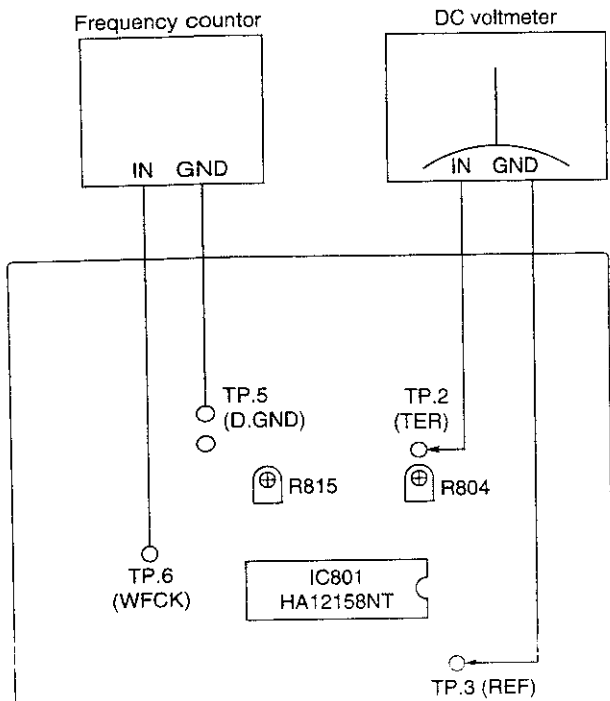 Frequency countor
DC voltmeter
IN GND
IN GND
TP.5
(D.GND)
TP.2
(TER)
R815
R804
TP.6
(WFCK)
IC801
HA12158NT
TP.3 (REF)